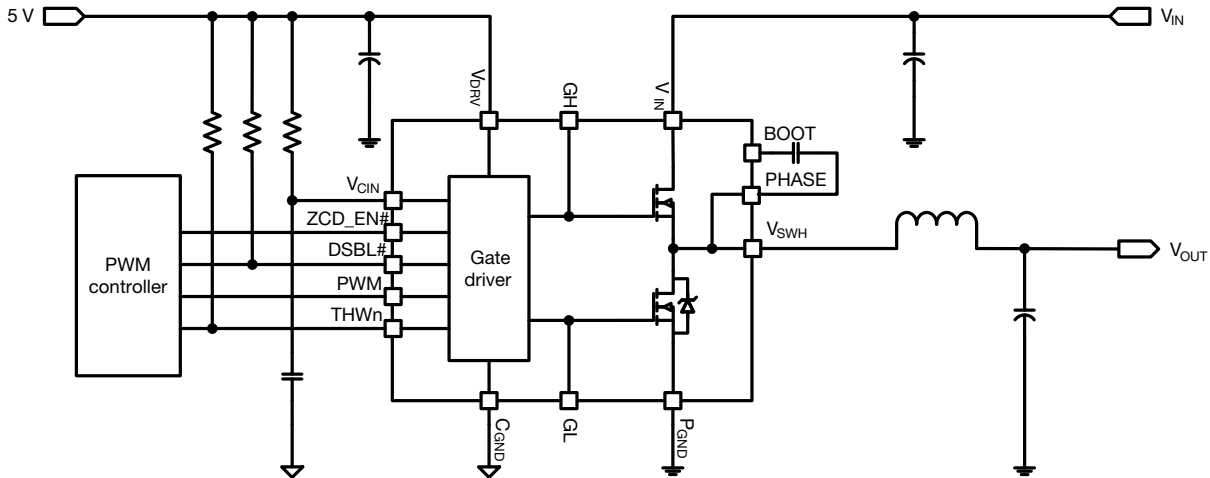 5 V
V_IN
V_DRV
GH
V_IN
BOOT
PHASE
V_CIN
ZCD_EN#
DSBL#
PWM
THWn
PWM
controller
Gate
driver
V_SWH
V_OUT
C_GND
GL
P_GND